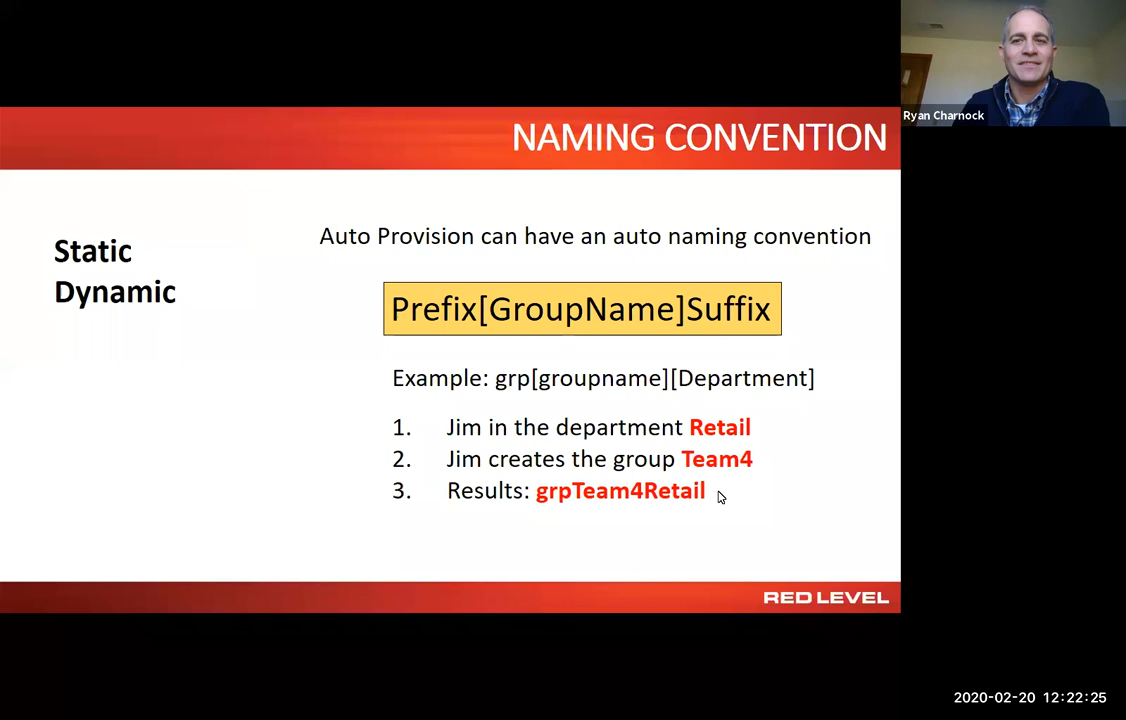 Ryan Charnock
NAMING CONVENTION
Static
Dynamic
Auto Provision can have an auto naming convention
Prefix[GroupName]Suffix
Example: grp[groupname][Department]
1. Jim in the department Retail
2. Jim creates the group Team4
3. Results: grpTeam4Retail
RED LEVEL
2020-02-20 12:22:25